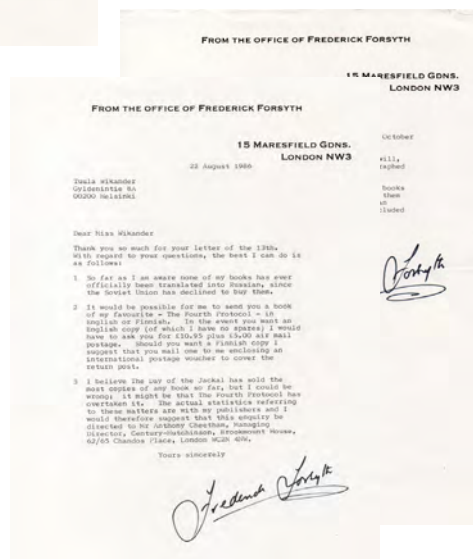 FROM THE OFFICE OF FREDERICK FORSYTH
15 MARESFIELD GDNS.
LONDON NW3
October
will,
books
them
FROM THE OFFICE OF FREDERICK FORSYTH
15 MARESFIELD GDNS.
LONDON NW3
22 August 1986
Tuula Wikander
00200 Helsinki
Dear Miss Wikander
Thank you so much for your letter of the 13th.
With regard to your questions, the best I can do is
as follows:
1 So far as I am aware none of my books has ever
officially been translated into Russian, since
the Soviet Union has declined to buy them.
2 It would be possible for me to send you a book
of my favourite - The Fourth Protocol - in
English or Finnish. In the event you want an
English copy (of which I have no spares) I would
have to ask you for £10.95 plus £5.00 air mail
postage. Should you want a Finnish copy I
suggest that you mail one to me enclosing an
international postage voucher to cover the
return post.
3 I believe The Day of the Jackal has sold the
most copies of any book so far, but I could be
wrong; it might be that The Fourth Protocol has
overtaken it. The actual statistics referring
to these matters are with my publishers and I
would therefore suggest that this enquiry be
directed to Mr Anthony Cheetham, Managing
Director, Century-Hutchinson, Brookmount House,
62/65 Chandos Place, London WC2N 4NW.
Yours sincerely
Frederick Forsyth
Forsyth